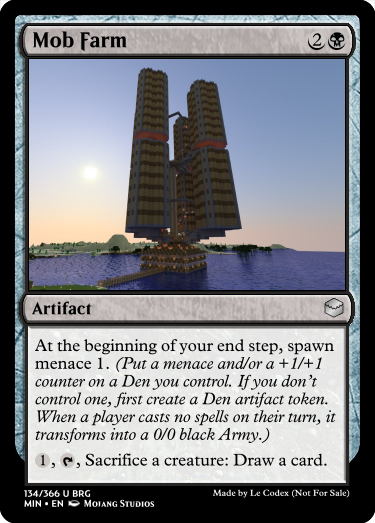 Mob Farm 2
Artifact
At the beginning of your end step, spawn
menace 1. (Put a menace and/or a +1/+1
counter on a Den you control. If you don't
control one, first create a Den artifact token.
When a player casts no spells on their turn, it
transforms into a 0/0 black Army.)
1, , Sacrifice a creature: Draw a card.
134/366 U BRG Made by Le Codex (Not For Sale)
MIN • EN Mojang Studios